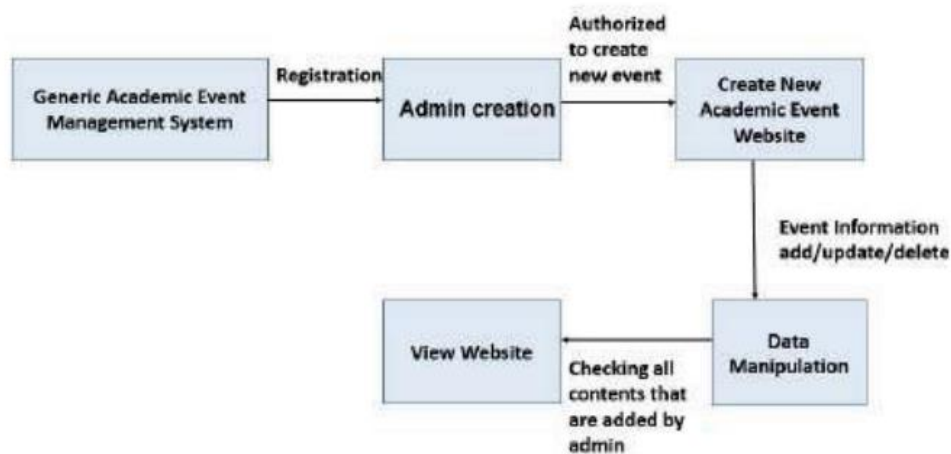 Generic Academic Event
Management System
Registration
Admin creation
Authorized
to create
new event
Create New
Academic Event
Website
Event Information
add/update/delete
Data
Manipulation
Checking all
contents that
are added by
admin
View Website